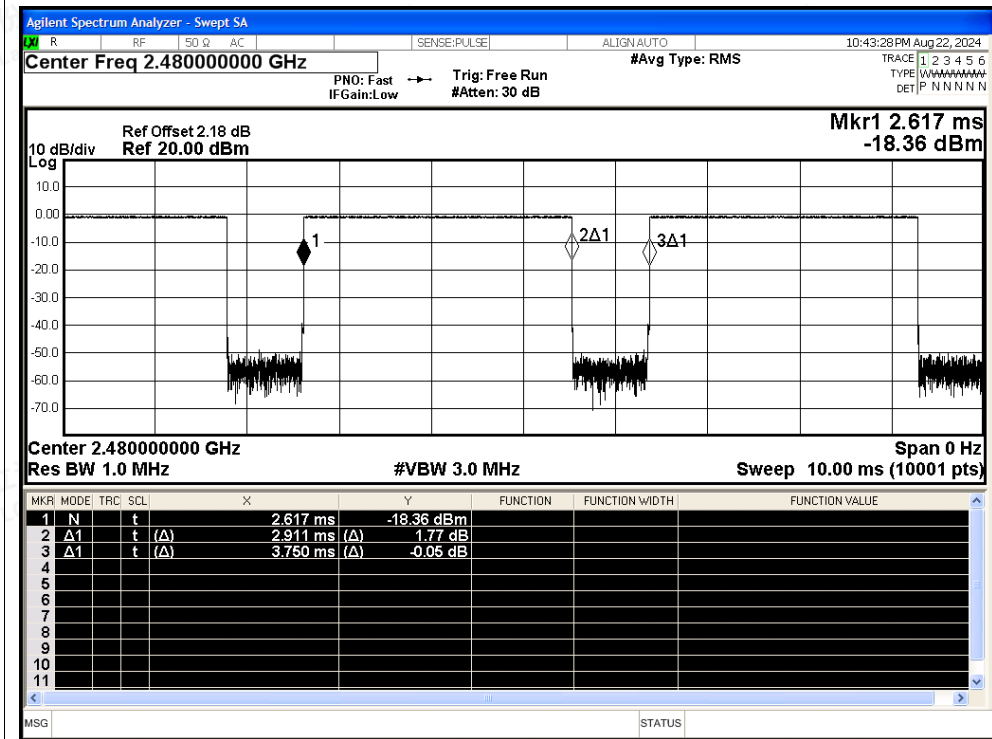 Agilent Spectrum Analyzer - Swept SA
LXI R RF 50 Ω AC SENSE:PULSE ALIGN AUTO 10:43:28 PM Aug 22, 2024
Center Freq 2.480000000 GHz #Avg Type: RMS TRACE 1 2 3 4 5 6
PNO: Fast Trig: Free Run TYPE WWWWWW
IFGain:Low #Atten: 30 dB DET P N N N N N
Mkr1 2.617 ms
Ref Offset 2.18 dB
10 dB/div Ref 20.00 dBm -18.36 dBm
Log
10.0
0.00
-10.0 1 2Δ1 3Δ1
-20.0
-30.0
-40.0
-50.0
-60.0
-70.0
Center 2.480000000 GHz Span 0 Hz
Res BW 1.0 MHz #VBW 3.0 MHz Sweep 10.00 ms (10001 pts)
MKR MODE TRC SCL X Y FUNCTION FUNCTION WIDTH FUNCTION VALUE
1 N t 2.617 ms -18.36 dBm
2 Δ1 t (Δ) 2.911 ms (Δ) 1.77 dB
3 Δ1 t (Δ) 3.750 ms (Δ) -0.05 dB
4
5
6
7
8
9
10
11
MSG STATUS